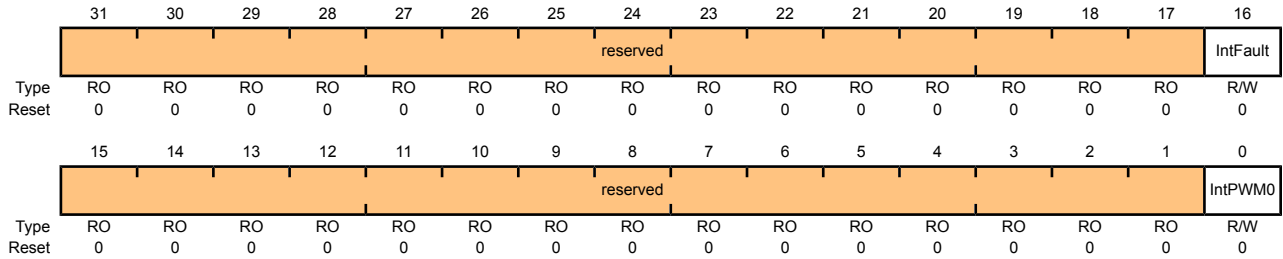 31 30 29 28 27 26 25 24 23 22 21 20 19 18 17 16
reserved IntFault
Type RO RO RO RO RO RO RO RO RO RO RO RO RO RO RO R/W
Reset 0 0 0 0 0 0 0 0 0 0 0 0 0 0 0 0
15 14 13 12 11 10 9 8 7 6 5 4 3 2 1 0
reserved IntPWM0
Type RO RO RO RO RO RO RO RO RO RO RO RO RO RO RO R/W
Reset 0 0 0 0 0 0 0 0 0 0 0 0 0 0 0 0